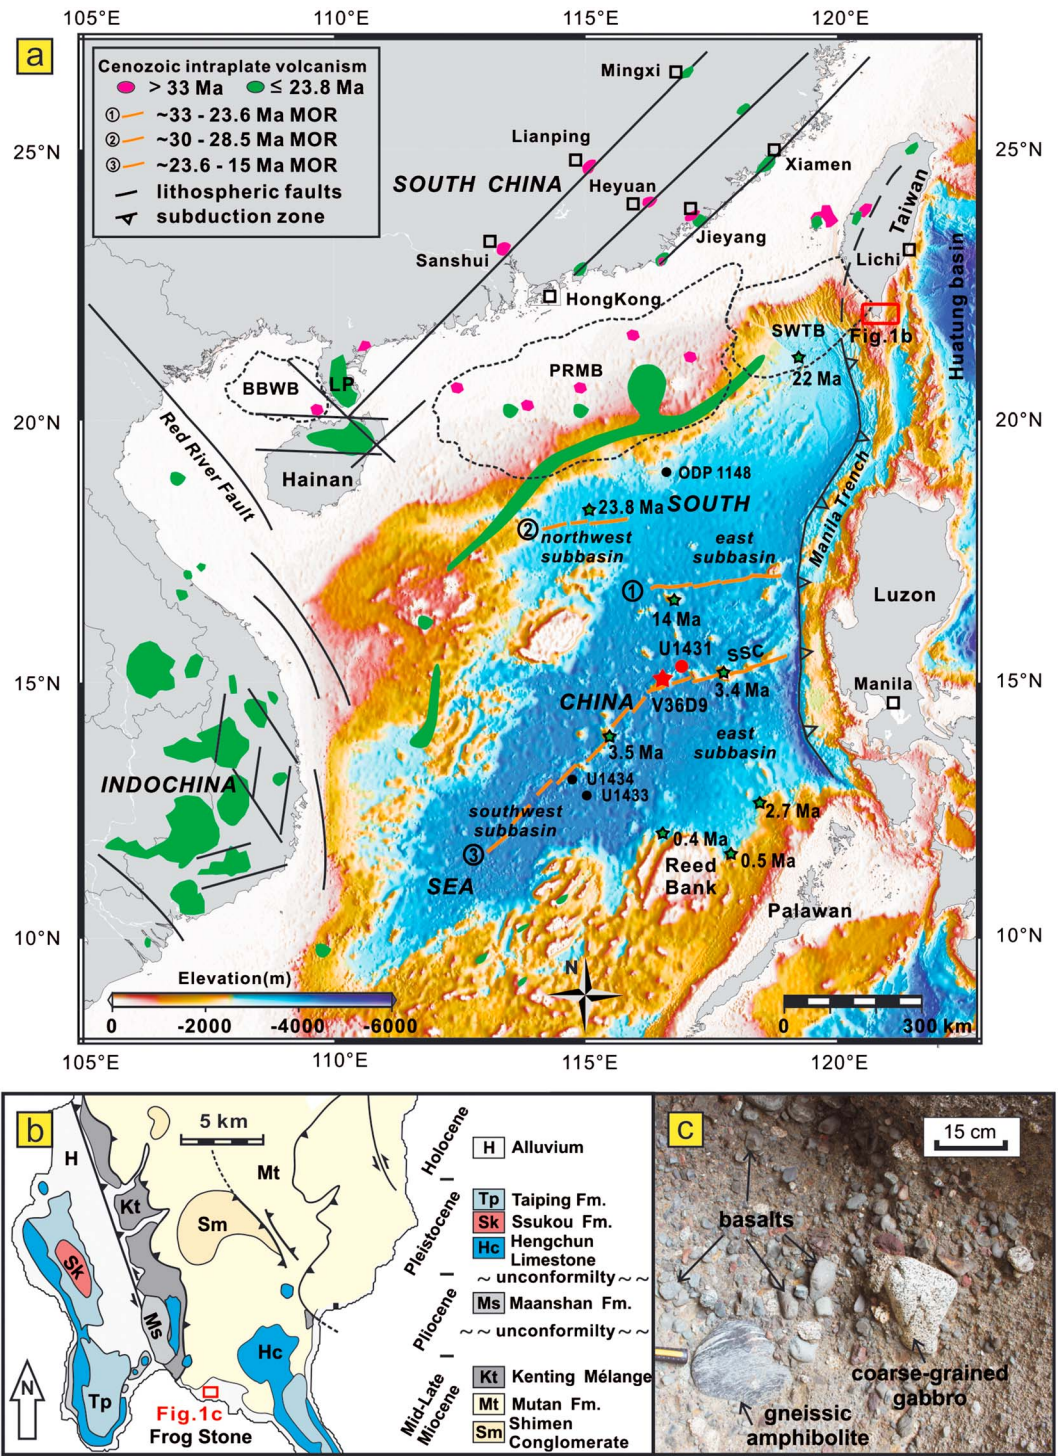 105°E 110°E 115°E 120°E
a
Cenozoic intraplate volcanism
> 33 Ma ≤ 23.8 Ma
① ~33 - 23.6 Ma MOR
② ~30 - 28.5 Ma MOR
③ ~23.6 - 15 Ma MOR
lithospheric faults
subduction zone
Mingxi
Lianping
25°N
25°N
Xiamen
SOUTH CHINA
Heyuan
Taiwan
Jieyang
Sanshui
Lichi
HongKong
Huatung basin
SWTB
Fig.1b
PRMB
LP
BBWB
22 Ma
20°N
20°N
Red River Fault
Hainan
ODP 1148
Manila Trench
23.8 Ma
SOUTH
②
northwest
subbasin
east
subbasin
①
Luzon
14 Ma
U1431
SSC
15°N
15°N
3.4 Ma
Manila
CHINA
V36D9
east
subbasin
3.5 Ma
INDOCHINA
U1434
U1433
southwest
subbasin
2.7 Ma
0.4 Ma
③
0.5 Ma
Reed
Bank
SEA
Palawan
10°N
10°N
Elevation(m)
N
0 -2000 -4000 -6000
0 300 km
105°E 110°E 115°E 120°E
b
5 km
H
Mt
Kt
Sm
Sk
Ms
Hc
Tp
N
Fig.1c
Frog Stone
Holocene
H Alluvium
Pleistocene
Tp Taiping Fm.
Sk Ssukou Fm.
Hc Hengchun
Limestone
~ unconformilty ~ ~
Pliocene
Ms Maanshan Fm.
~ ~ unconformilty ~ ~
Mid-Late
Miocene
Kt Kenting Mélange
Mt Mutan Fm.
Sm Shimen
Conglomerate
c
15 cm
basalts
coarse-grained
gabbro
gneissic
amphibolite